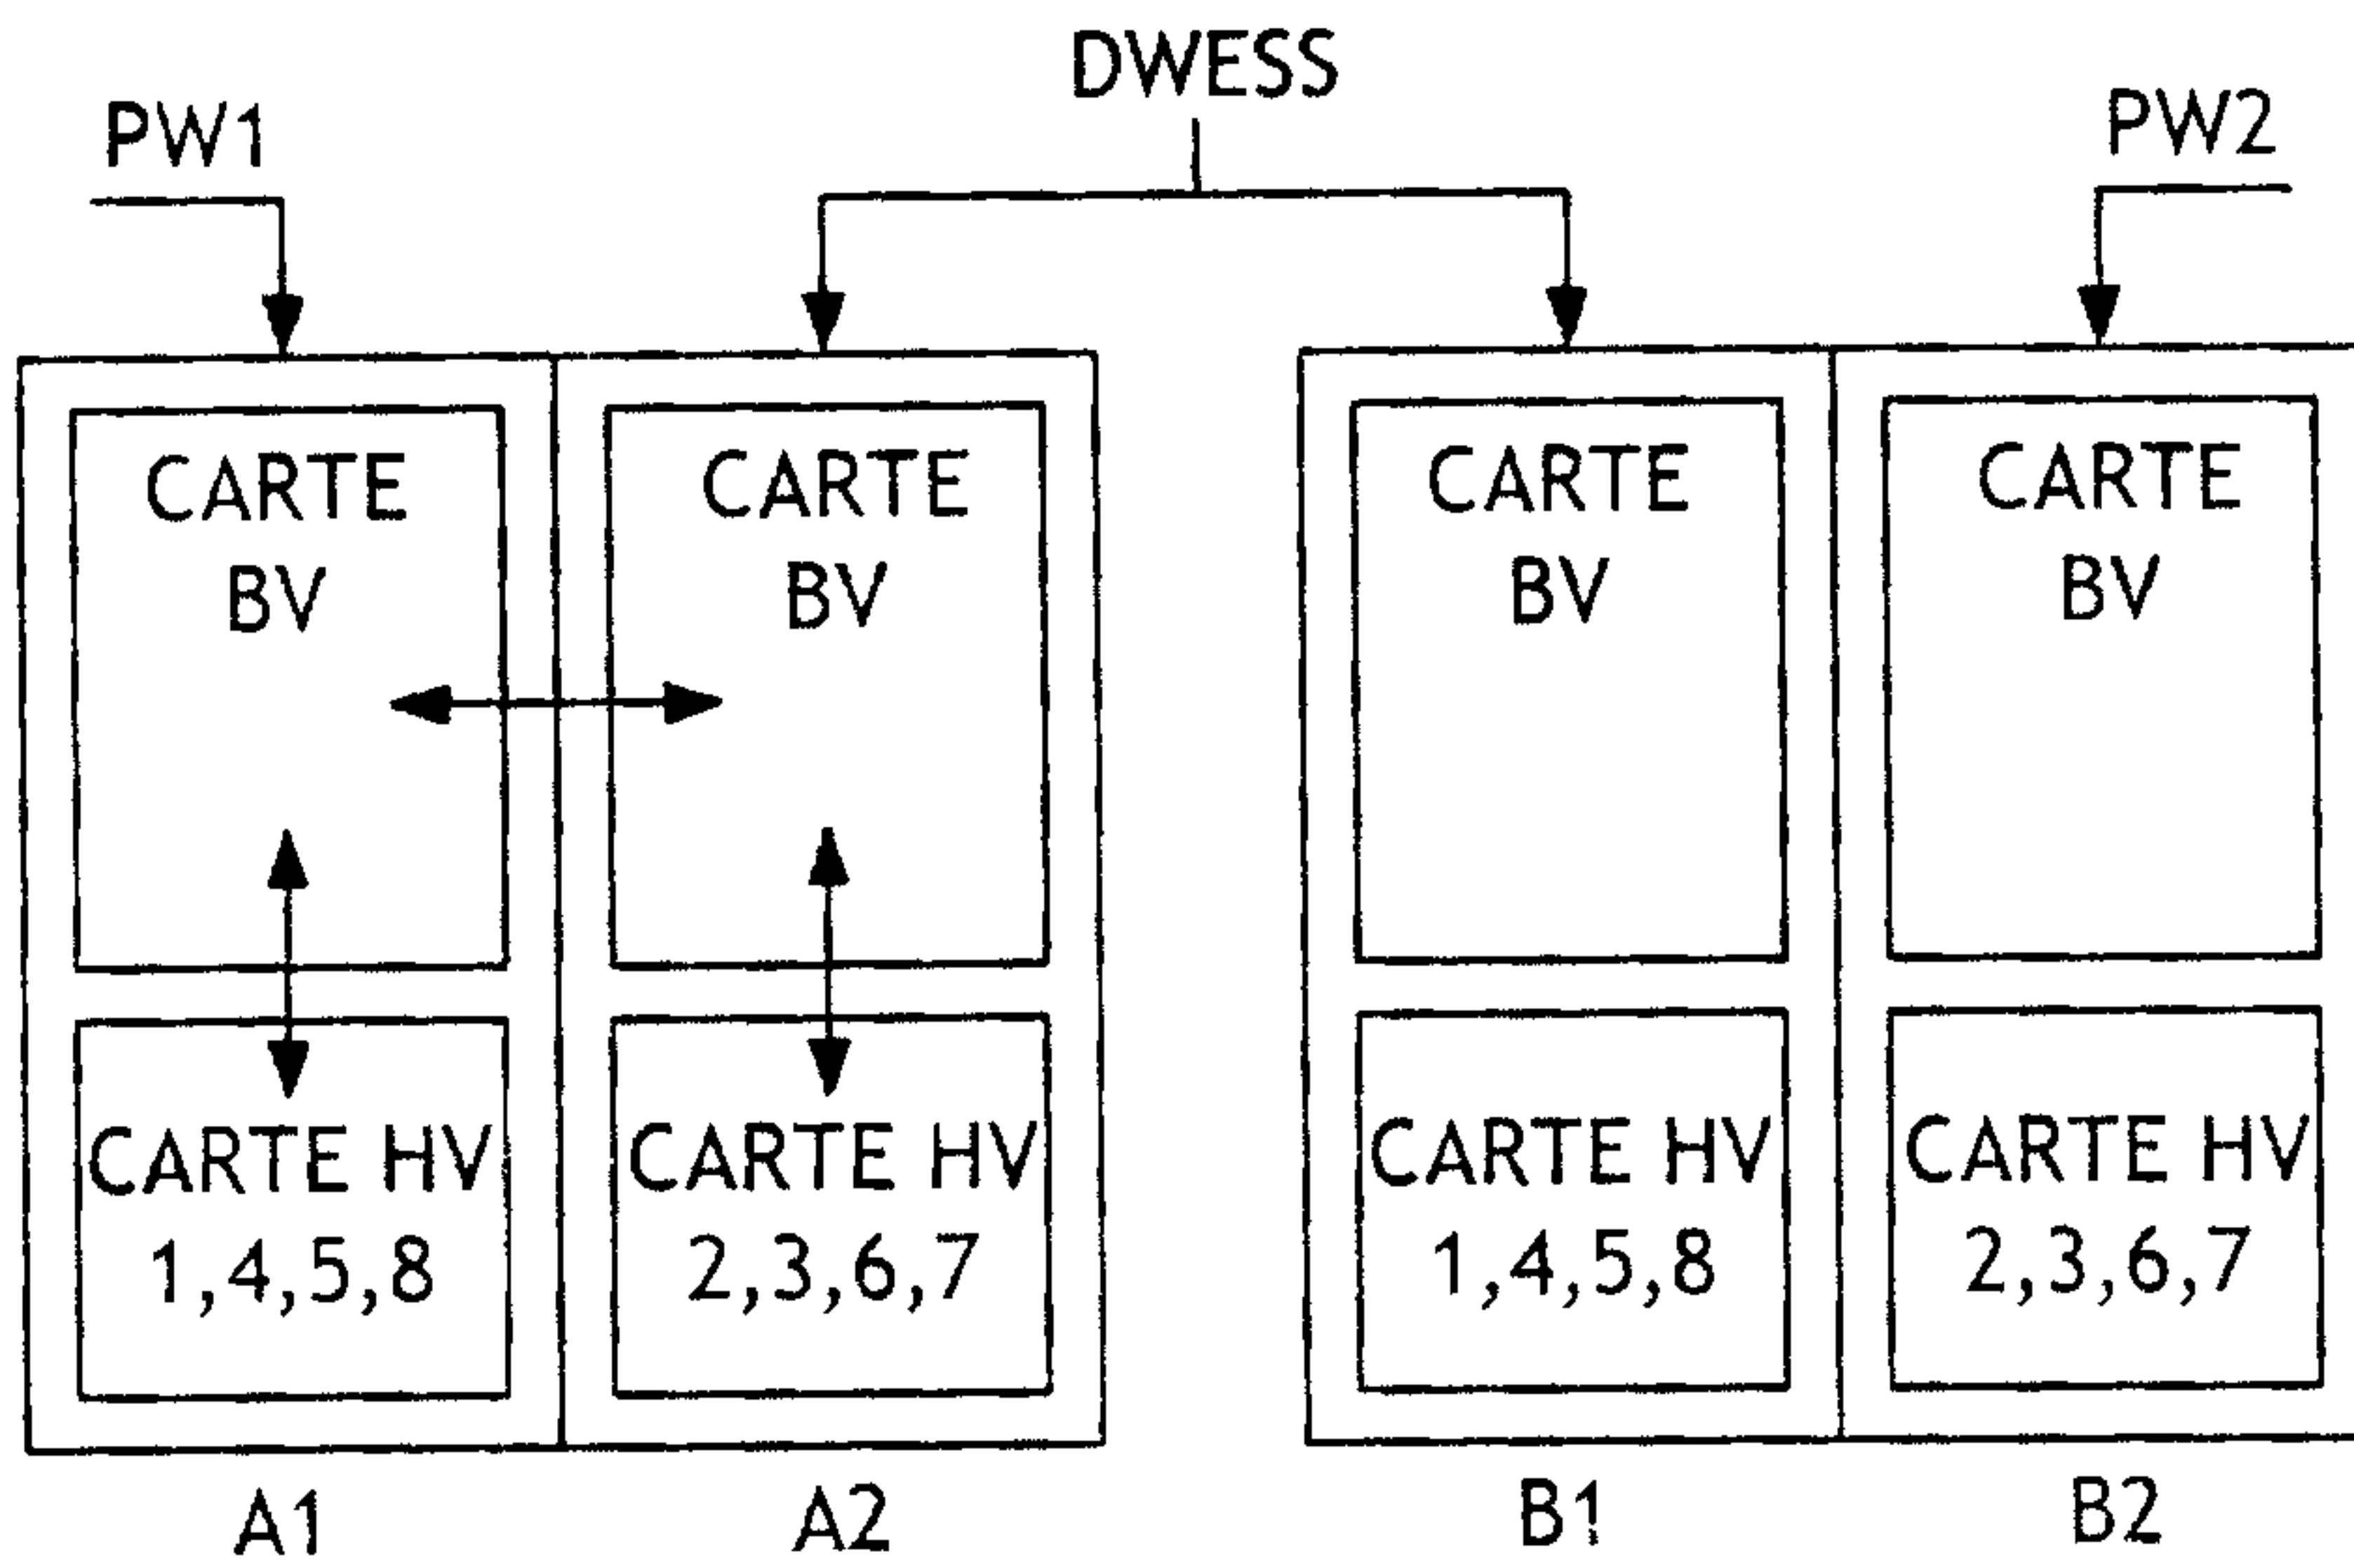 DWESS
PW1
PW2
CARTE
BV
CARTE
BV
CARTE
BV
CARTE
BV
CARTE HV
1,4,5,8
CARTE HV
2,3,6,7
CARTE HV
1,4,5,8
CARTE HV
2,3,6,7
A1
A2
B1
B2